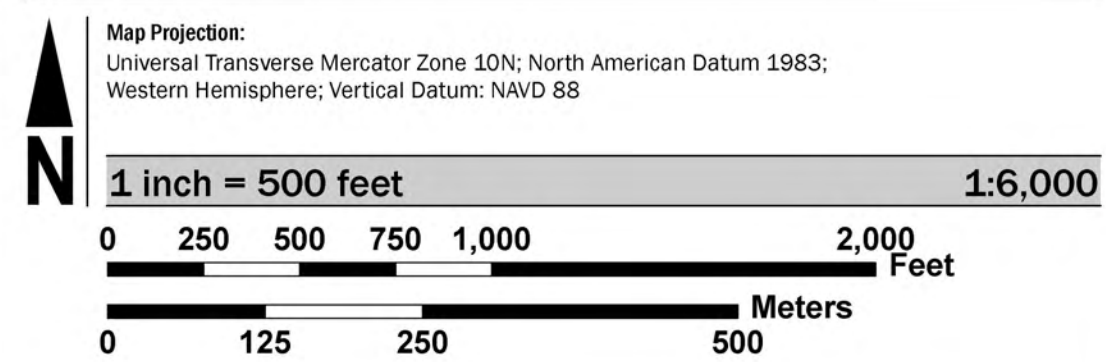 Map Projection:
Universal Transverse Mercator Zone 10N; North American Datum 1983;
Western Hemisphere; Vertical Datum: NAVD 88
N
1 inch = 500 feet 1:6,000
0 250 500 750 1,000 2,000
Feet
Meters
0 125 250 500